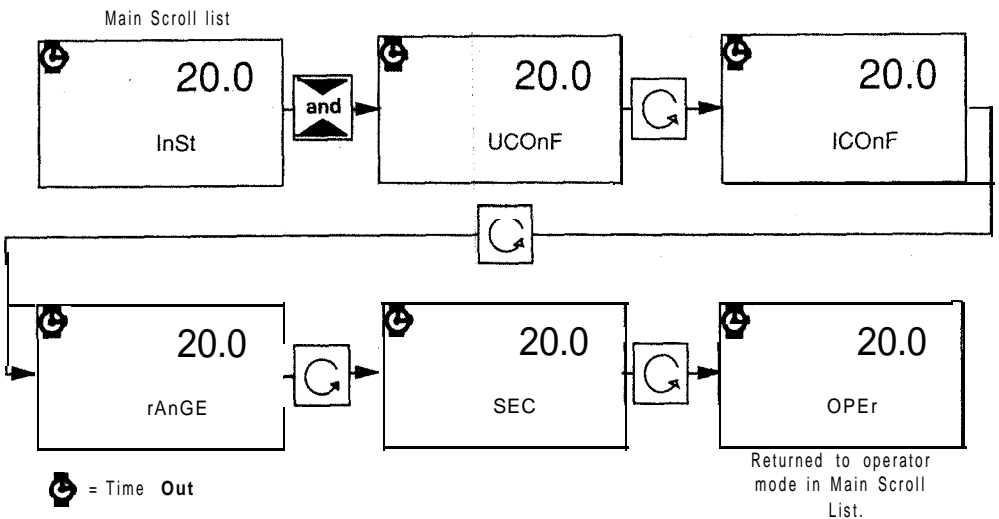 Main Scroll list
20.0
InSt
and
20.0
UCOnF
20.0
ICOnF
20.0
rAnGE
20.0
SEC
20.0
OPEr
= Time Out
Returned to operator
mode in Main Scroll
List.